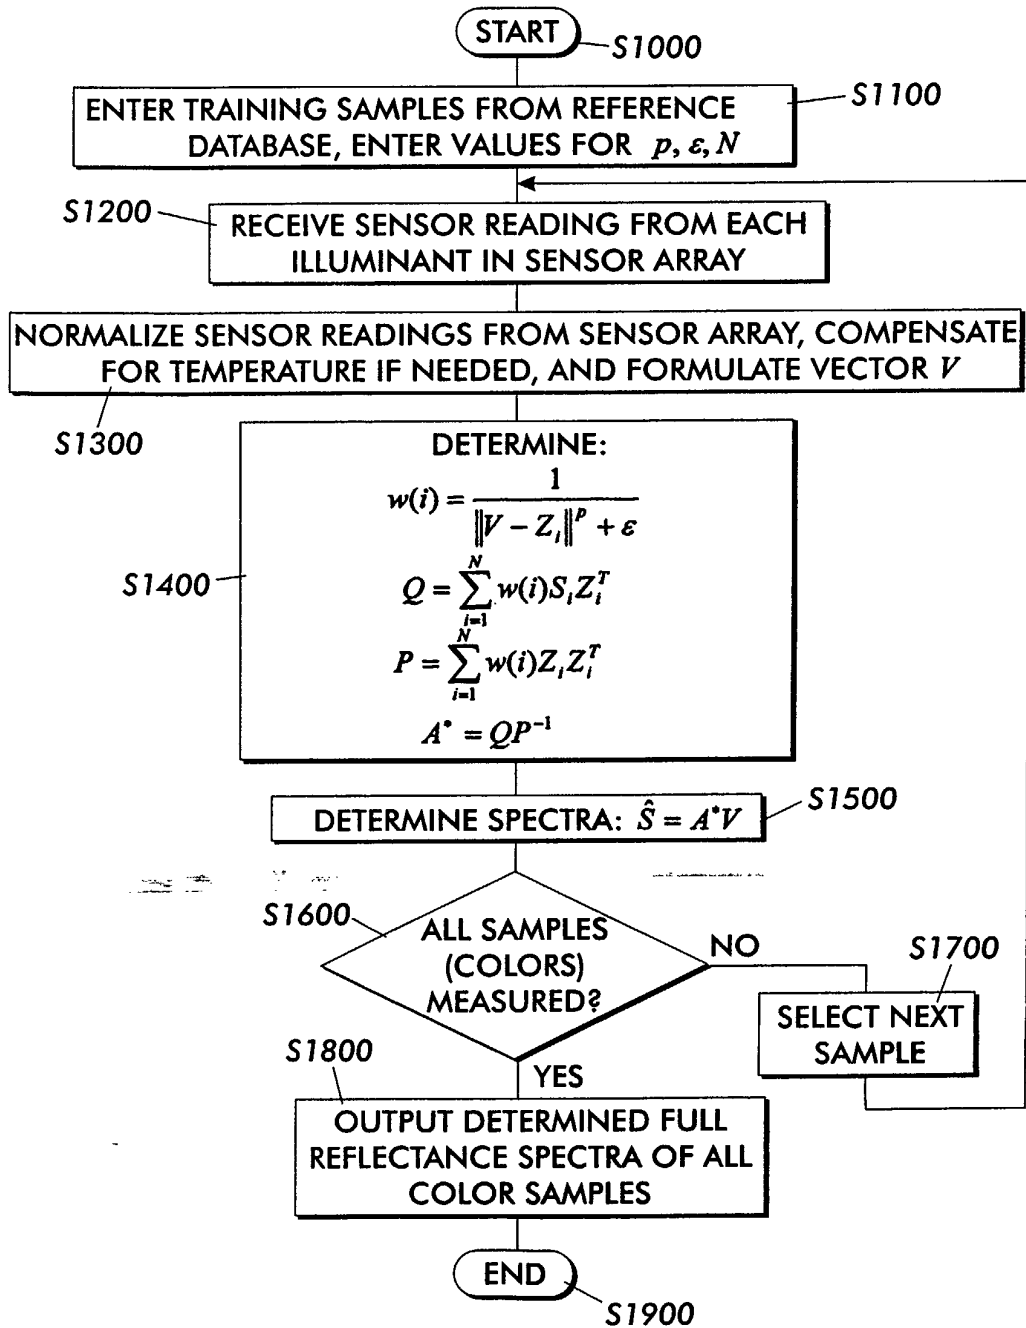 START
S1000
ENTER TRAINING SAMPLES FROM REFERENCE
DATABASE, ENTER VALUES FOR p, ε, N
S1100
S1200
RECEIVE SENSOR READING FROM EACH
ILLUMINANT IN SENSOR ARRAY
NORMALIZE SENSOR READINGS FROM SENSOR ARRAY, COMPENSATE
FOR TEMPERATURE IF NEEDED, AND FORMULATE VECTOR V
S1300
DETERMINE:
w(i) = 1 / (‖V − Z_i‖^p + ε)
S1400
Q = ∑_{i=1}^{N} w(i)S_i Z_i^T
P = ∑_{i=1}^{N} w(i)Z_i Z_i^T
A* = QP^{-1}
DETERMINE SPECTRA: Ŝ = A*V
S1500
S1600
ALL SAMPLES
(COLORS)
MEASURED?
NO
S1700
SELECT NEXT
SAMPLE
S1800
YES
OUTPUT DETERMINED FULL
REFLECTANCE SPECTRA OF ALL
COLOR SAMPLES
END
S1900